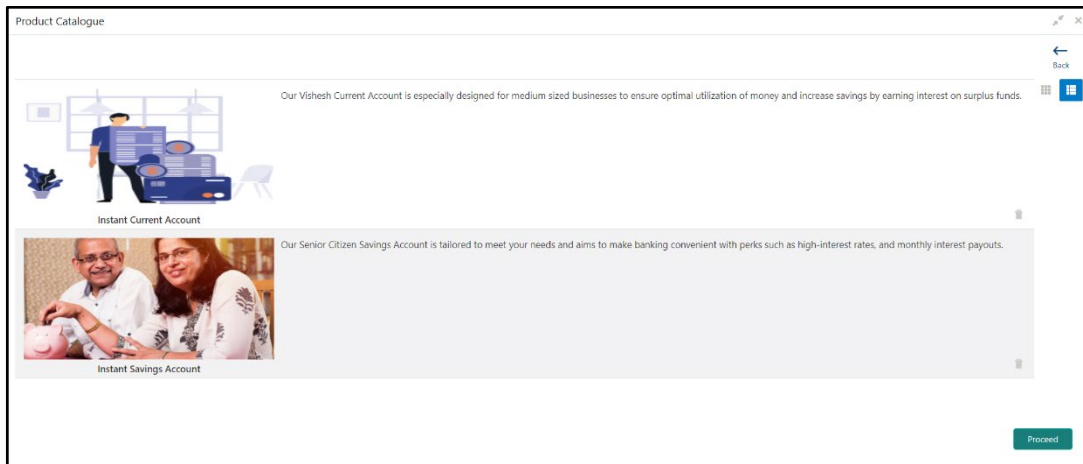 Product Catalogue
Back
Our Vishesh Current Account is especially designed for medium sized businesses to ensure optimal utilization of money and increase savings by earning interest on surplus funds.
Instant Current Account
Our Senior Citizen Savings Account is tailored to meet your needs and aims to make banking convenient with perks such as high-interest rates, and monthly interest payouts.
Instant Savings Account
Proceed